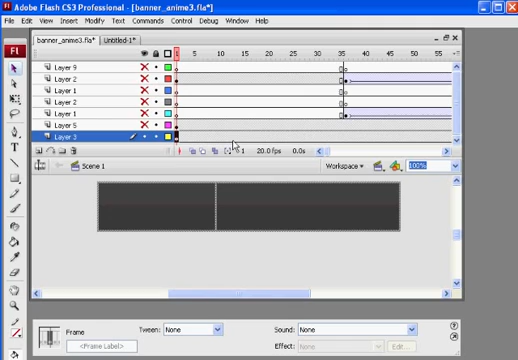 Adobe Flash CS3 Professional - [banner_anime3.fla*]
File Edit View Insert Modify Text Commands Control Debug Window Help
Fl
banner_anime3.fla* Untitled-1*
1 5 10 15 20 25 30 35 40 45 50 55
Layer 9
Layer 2
Layer 1
Layer 2
Layer 1
Layer 5
Layer 3
1 20.0 fps 0.0s
Scene 1 Workspace 100%
Frame Tween: None Sound: None
<Frame Label> Effect: None Edit...